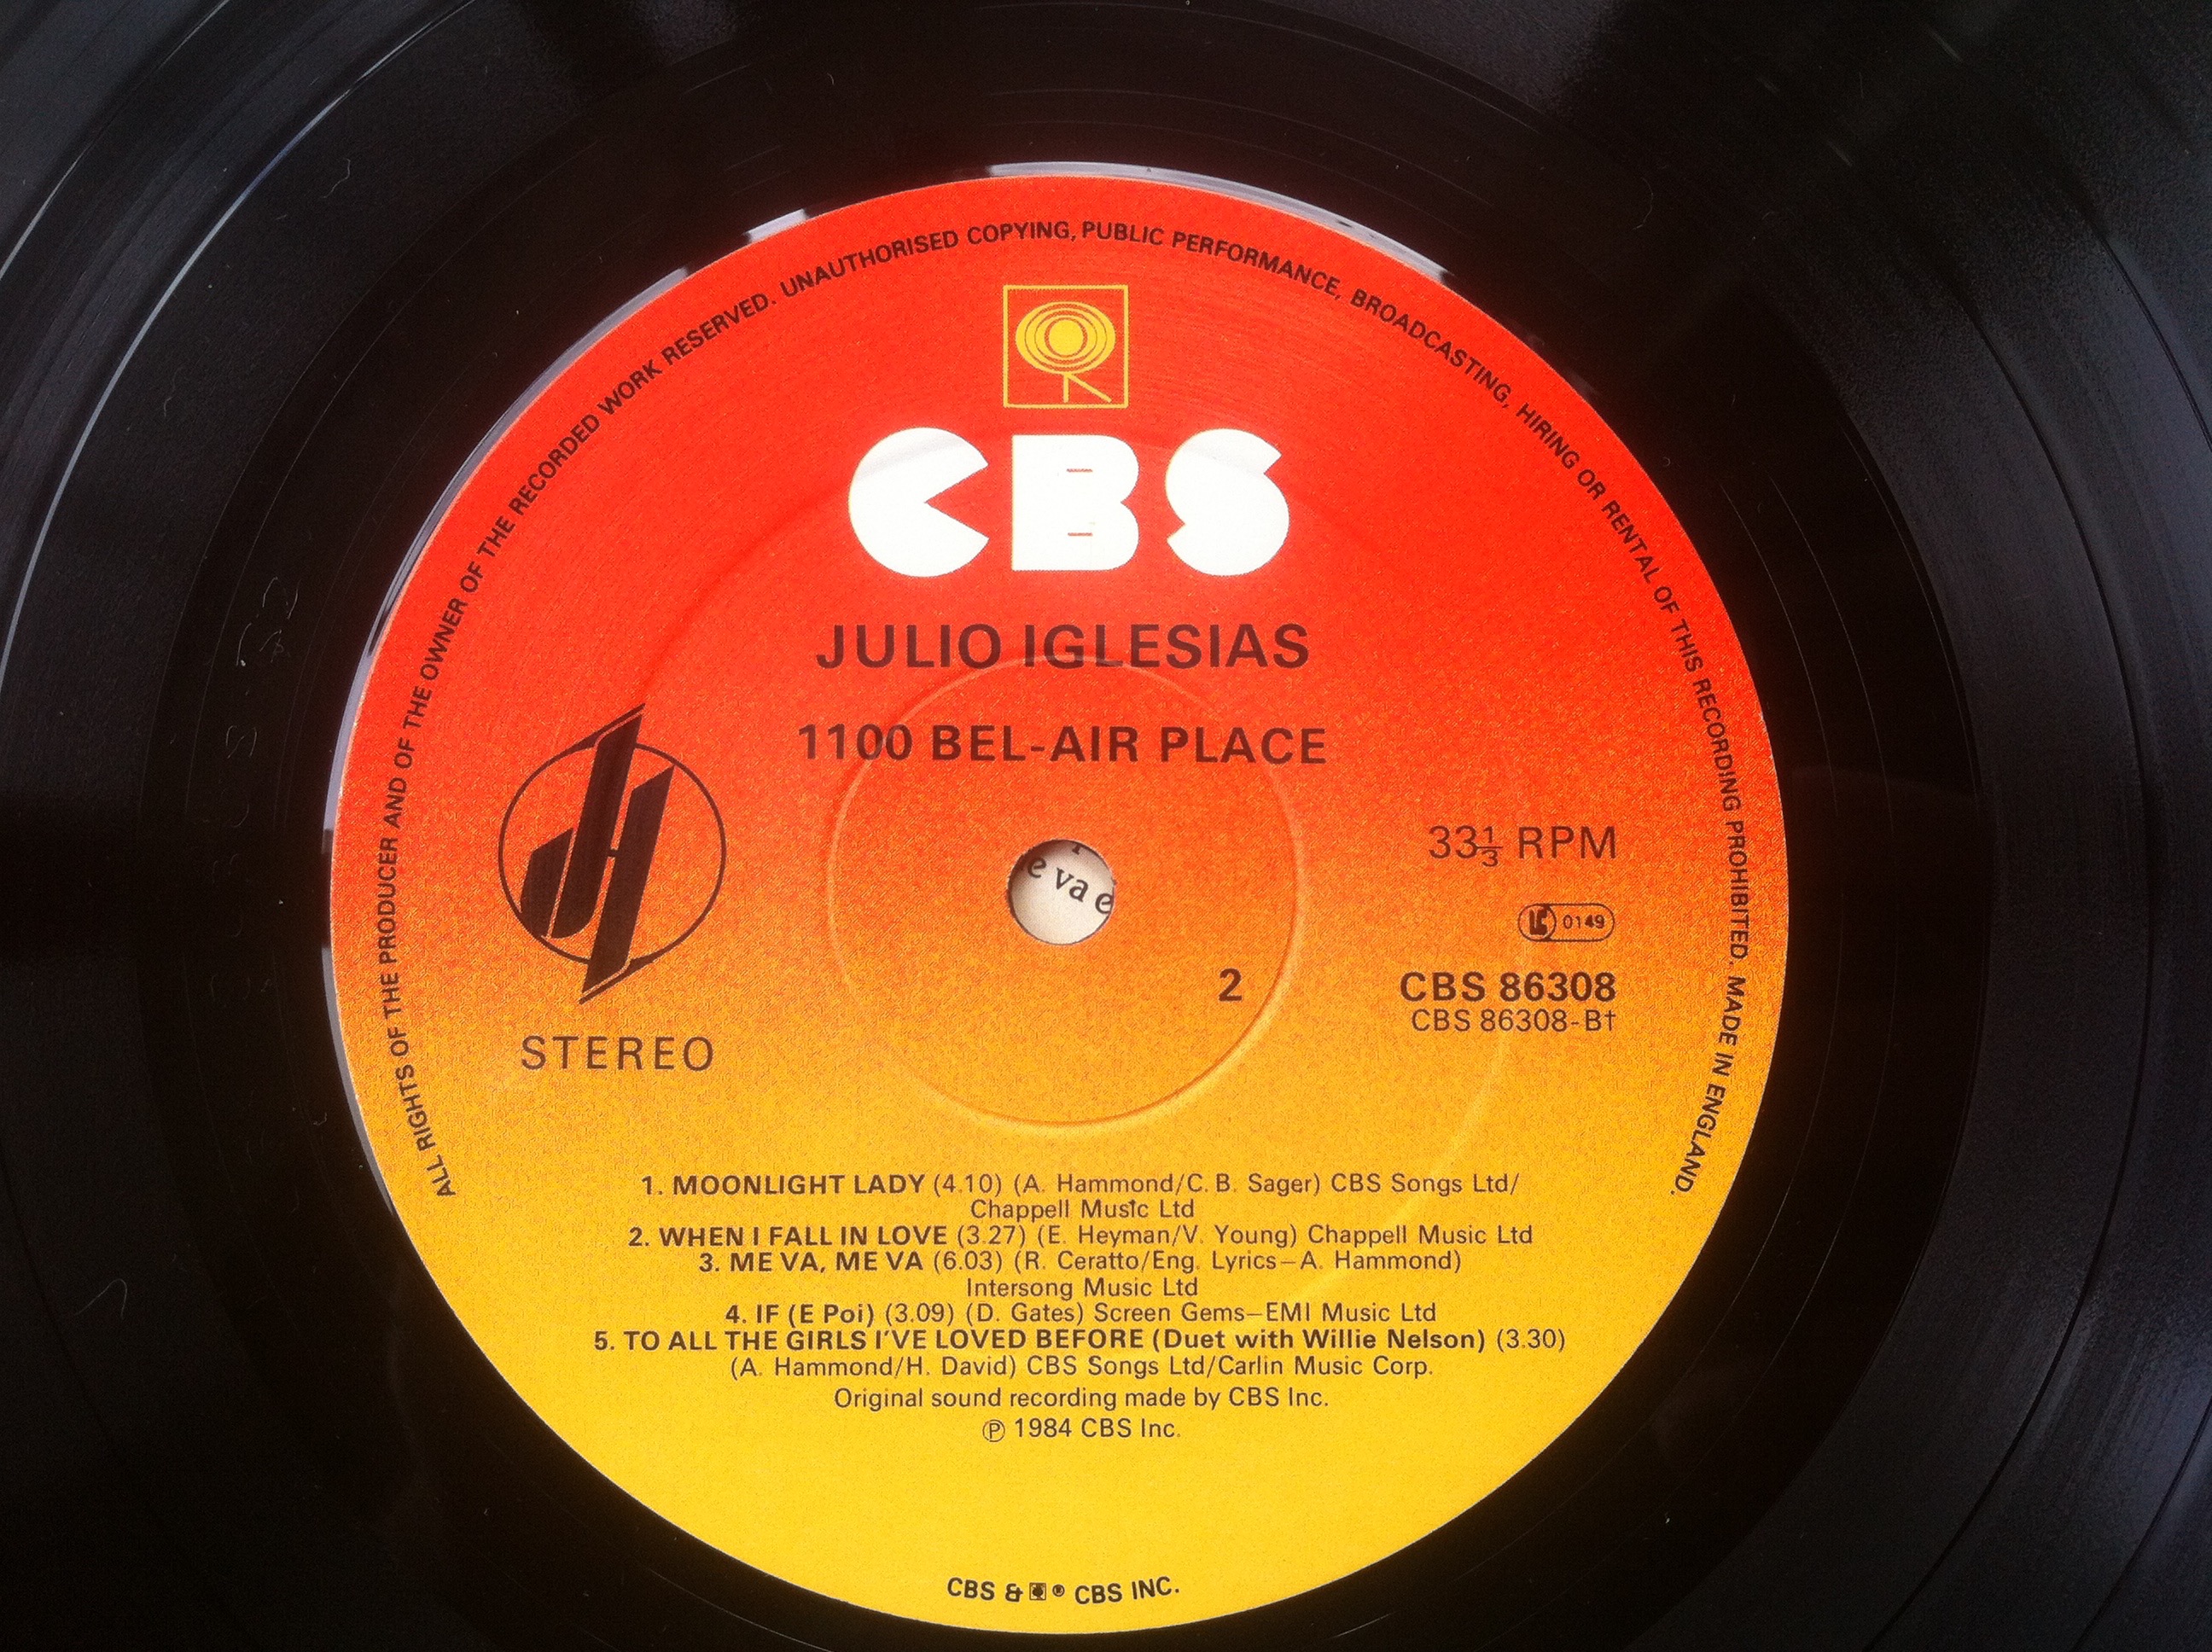 ALL RIGHTS OF THE PRODUCER AND OF THE OWNER OF THE RECORDED WORK RESERVED. UNAUTHORISED COPYING, PUBLIC PERFORMANCE, BROADCASTING, HIRING OR RENTAL OF THIS RECORDING PROHIBITED. MADE IN ENGLAND.
CBS
JULIO IGLESIAS
1100 BEL-AIR PLACE
33⅓ RPM
e va e
LC 0149
2
CBS 86308
CBS 86308-B†
STEREO
1. MOONLIGHT LADY (4.10) (A. Hammond/C. B. Sager) CBS Songs Ltd/
Chappell Music Ltd
2. WHEN I FALL IN LOVE (3.27) (E. Heyman/V. Young) Chappell Music Ltd
3. ME VA, ME VA (6.03) (R. Ceratto/Eng. Lyrics–A. Hammond)
Intersong Music Ltd
4. IF (E Poi) (3.09) (D. Gates) Screen Gems–EMI Music Ltd
5. TO ALL THE GIRLS I'VE LOVED BEFORE (Duet with Willie Nelson) (3.30)
(A. Hammond/H. David) CBS Songs Ltd/Carlin Music Corp.
Original sound recording made by CBS Inc.
℗ 1984 CBS Inc.
CBS & ® CBS INC.